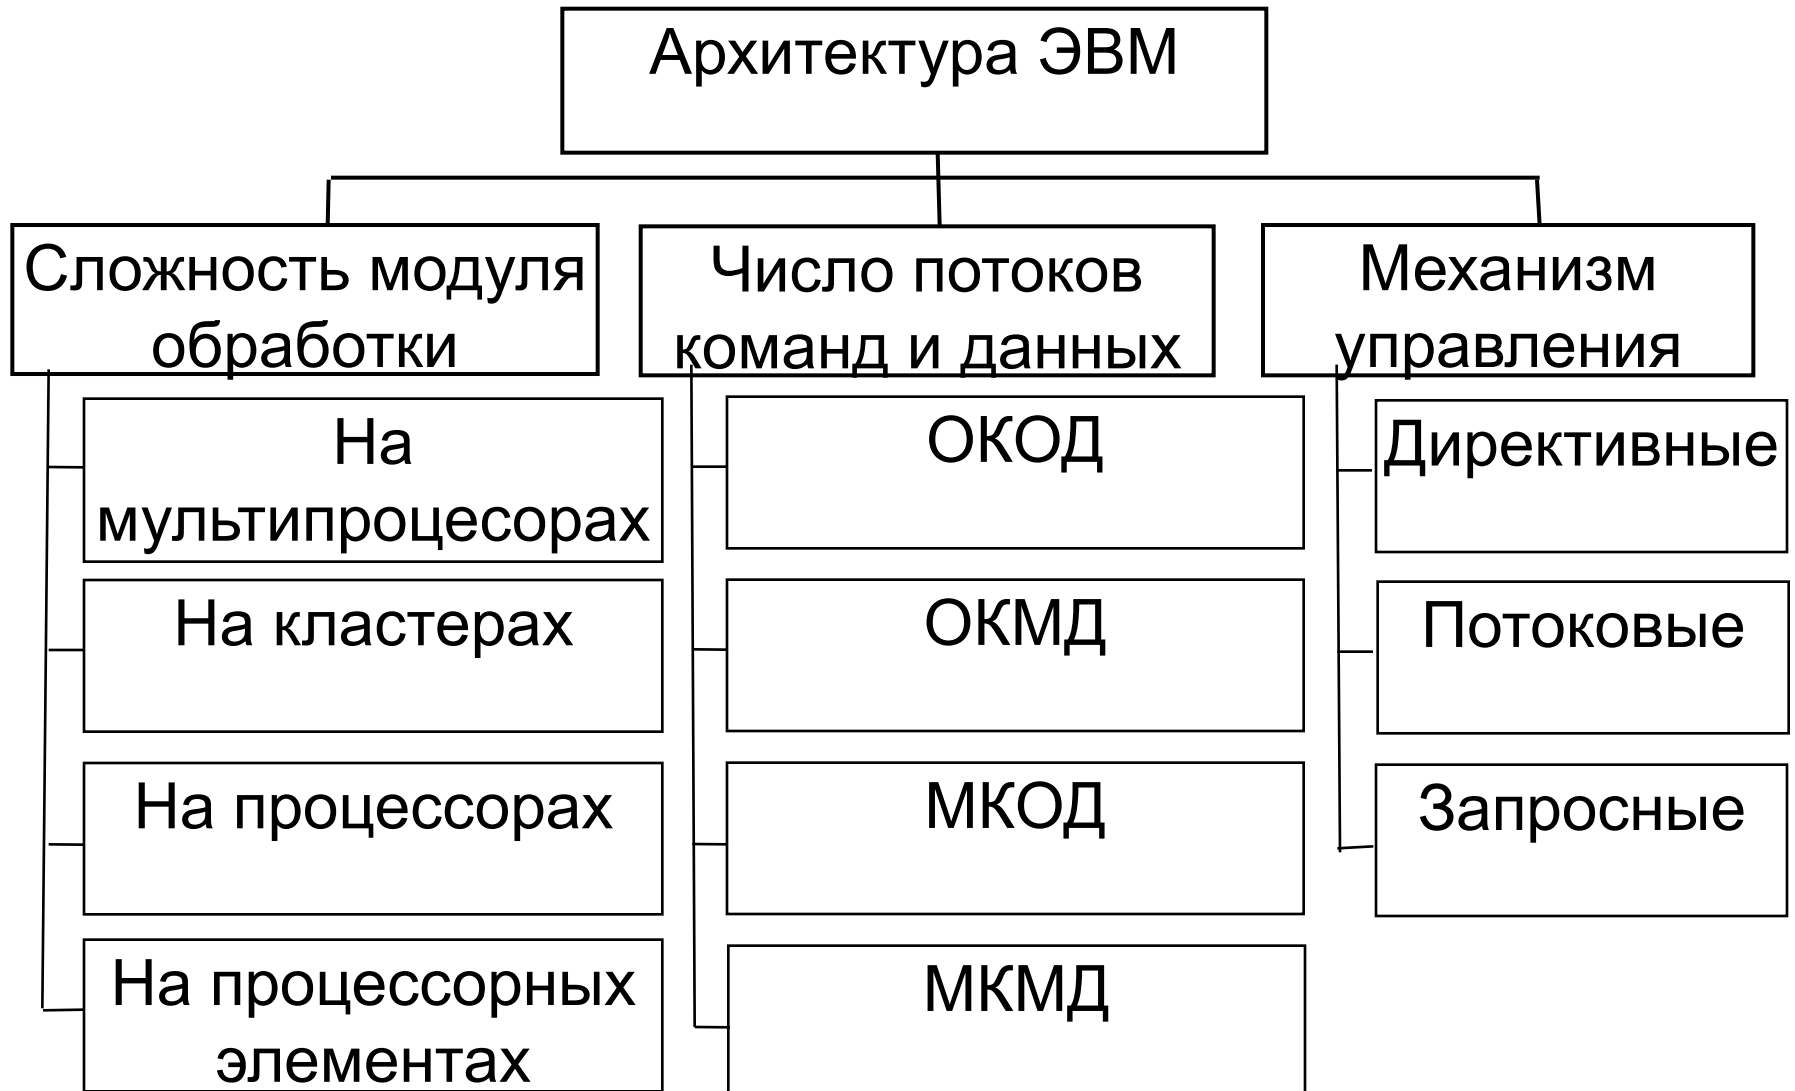 Архитектура ЭВМ
Сложность модуля
обработки
На
мультипроцесорах
На кластерах
На процессорах
На процессорных
элементах
Число потоков
команд и данных
ОКОД
ОКМД
МКОД
МКМД
Механизм
управления
Директивные
Потоковые
Запросные